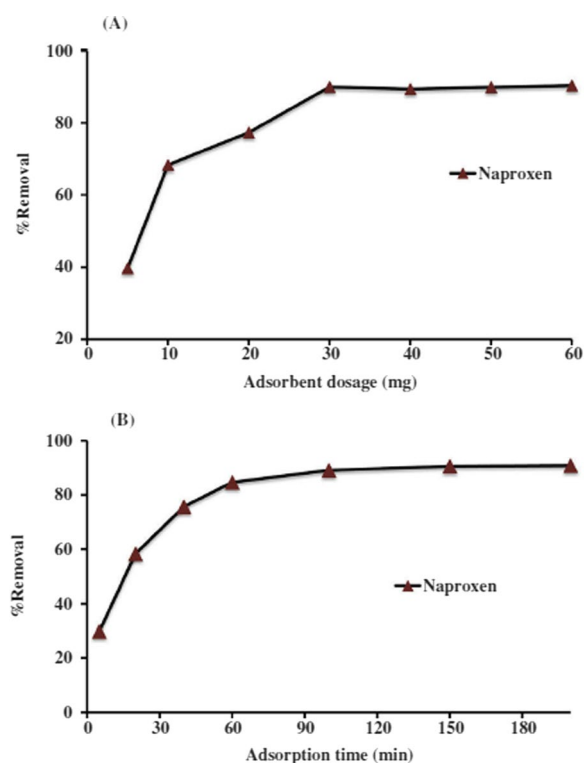 (A)
100
80
60
40
20
%Removal
Naproxen
0 10 20 30 40 50 60
Adsorbent dosage (mg)
(B)
100
80
60
40
20
0
%Removal
Naproxen
0 30 60 90 120 150 180
Adsorption time (min)